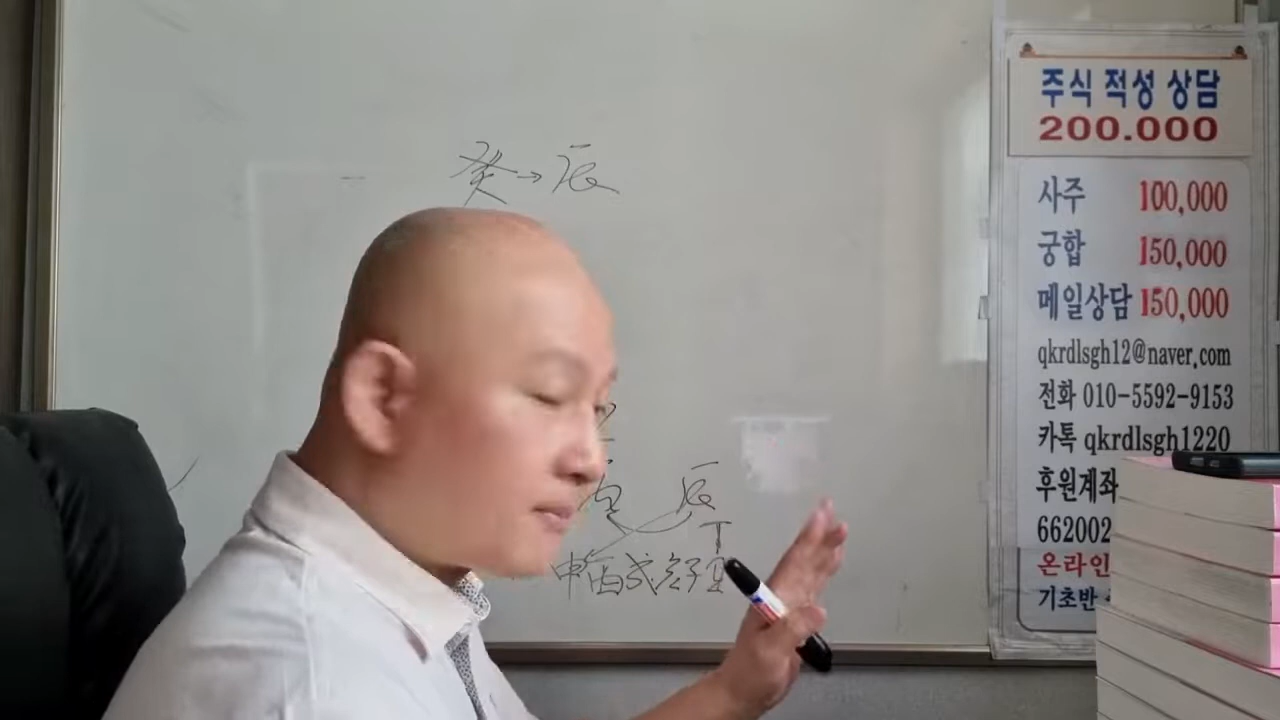 癸→辰
辰
丁
申酉戌亥子丑
주식 적성 상담
200.000
사주 100,000
궁합 150,000
메일상담 150,000
qkrdlsgh12@naver.com
전화 010-5592-9153
카톡 qkrdlsgh1220
후원계좌
662002
온라인
기초반